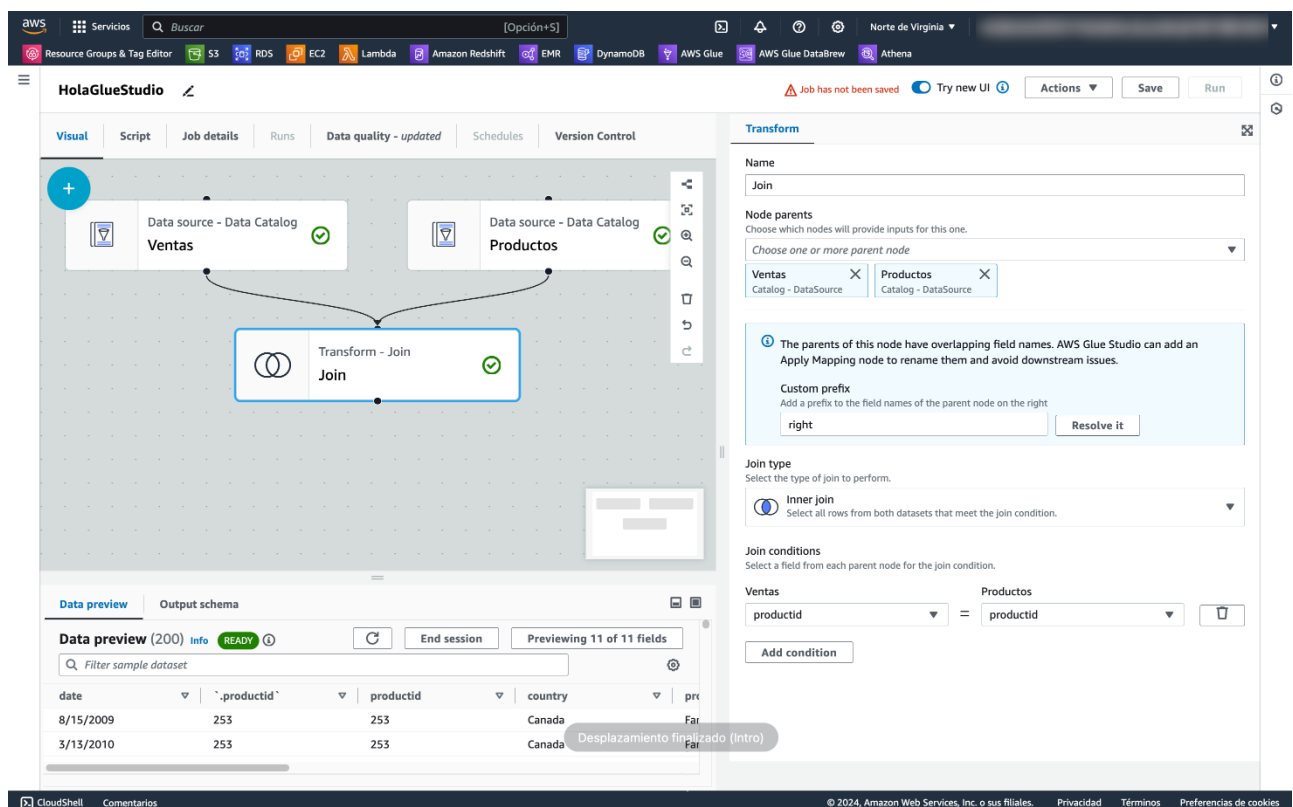 aws Servicios Buscar [Opción+S] Norte de Virginia
Resource Groups & Tag Editor S3 RDS EC2 Lambda Amazon Redshift EMR DynamoDB AWS Glue AWS Glue DataBrew Athena
HolaGlueStudio Job has not been saved Try new UI Actions Save Run
Visual Script Job details Runs Data quality - updated Schedules Version Control
Data source - Data Catalog
Ventas
Data source - Data Catalog
Productos
Transform - Join
Join
Transform
Name
Join
Node parents
Choose which nodes will provide inputs for this one.
Choose one or more parent node
Ventas
Catalog - DataSource
Productos
Catalog - DataSource
The parents of this node have overlapping field names. AWS Glue Studio can add an
Apply Mapping node to rename them and avoid downstream issues.
Custom prefix
Add a prefix to the field names of the parent node on the right
right Resolve it
Join type
Select the type of join to perform.
Inner join
Select all rows from both datasets that meet the join condition.
Join conditions
Select a field from each parent node for the join condition.
Ventas Productos
productid = productid
Add condition
Data preview Output schema
Data preview (200) Info READY End session Previewing 11 of 11 fields
Filter sample dataset
date `.productid` productid country
8/15/2009 253 253 Canada
3/13/2010 253 253 Canada
Desplazamiento finalizado (Intro)
CloudShell Comentarios © 2024, Amazon Web Services, Inc. o sus filiales. Privacidad Términos Preferencias de cookies